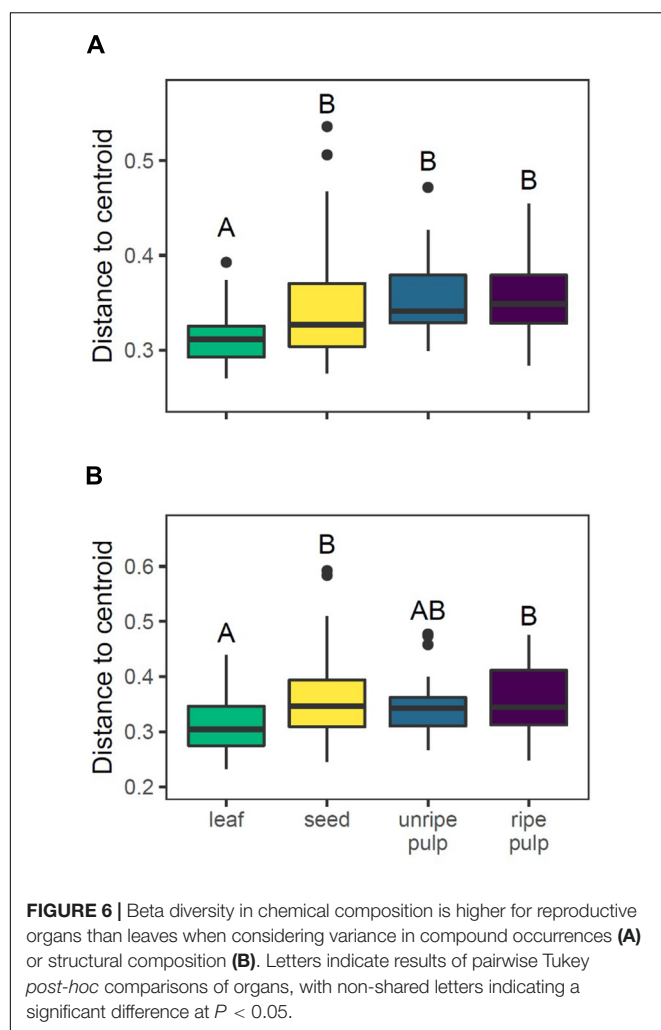 A
Distance to centroid
0.5
0.4
0.3
A
B
B
B
B
Distance to centroid
0.6
0.5
0.4
0.3
0.2
A
B
AB
B
leaf
seed
unripe
pulp
ripe
pulp
FIGURE 6 | Beta diversity in chemical composition is higher for reproductive
organs than leaves when considering variance in compound occurrences (A)
or structural composition (B). Letters indicate results of pairwise Tukey
post-hoc comparisons of organs, with non-shared letters indicating a
significant difference at P < 0.05.